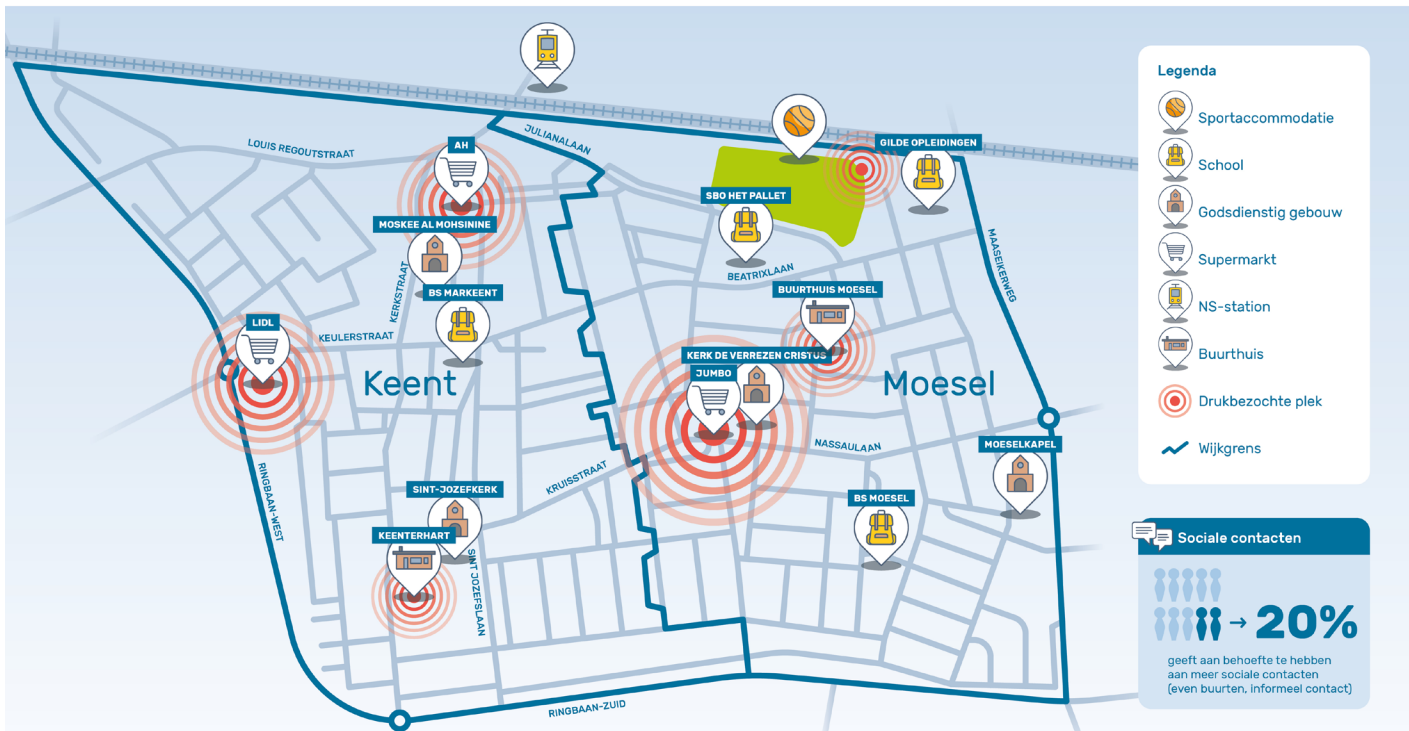 JULIANALAAN
LOUIS REGOUTSTRAAT
AH
GILDE OPLEIDINGEN
SBO HET PALLET
MOSKEE AL MOHSININE
KERKSTRAAT
BEATRIXLAAN
MAASEIKERWEG
BS MARKEENT
BUURTHUIS MOESEL
LIDL
KEULERSTRAAT
KERK DE VERREZEN CRISTUS
JUMBO
Keent
Moesel
NASSAULAAN
MOESELKAPEL
KRUISSTRAAT
RINGBAAN-WEST
SINT-JOZEFKERK
BS MOESEL
KEENTERHART
SINT JOZEFSLAAN
RINGBAAN-ZUID
Legenda
Sportaccommodatie
School
Godsdienstig gebouw
Supermarkt
NS-station
Buurthuis
Drukbezochte plek
Wijkgrens
Sociale contacten
20%
geeft aan behoefte te hebben
aan meer sociale contacten
(even buurten, informeel contact)